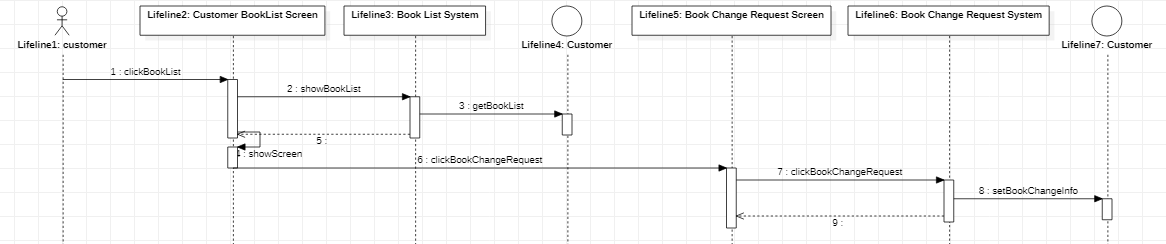 Lifeline1: customer
Lifeline2: Customer BookList Screen
Lifeline3: Book List System
Lifeline4: Customer
Lifeline5: Book Change Request Screen
Lifeline6: Book Change Request System
Lifeline7: Customer
1 : clickBookList
2 : showBookList
3 : getBookList
5 :
: showScreen
6 : clickBookChangeRequest
7 : clickBookChangeRequest
8 : setBookChangeInfo
9 :